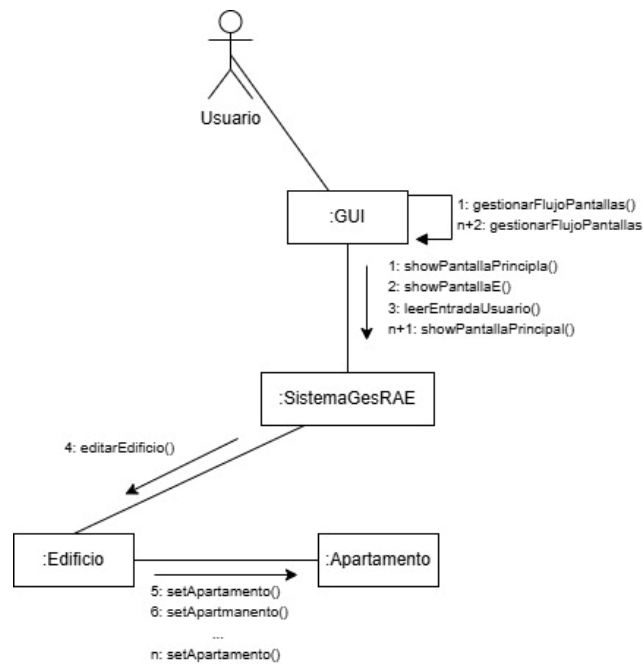 Usuario
:GUI
1: gestionarFlujoPantallas()
n+2: gestionarFlujoPantallas
1: showPantallaPrincipla()
2: showPantallaE()
3: leerEntradaUsuario()
n+1: showPantallaPrincipal()
:SistemaGesRAE
4: editarEdificio()
:Edificio
:Apartamento
5: setApartamento()
6: setApartmanento()
...
n: setApartamento()